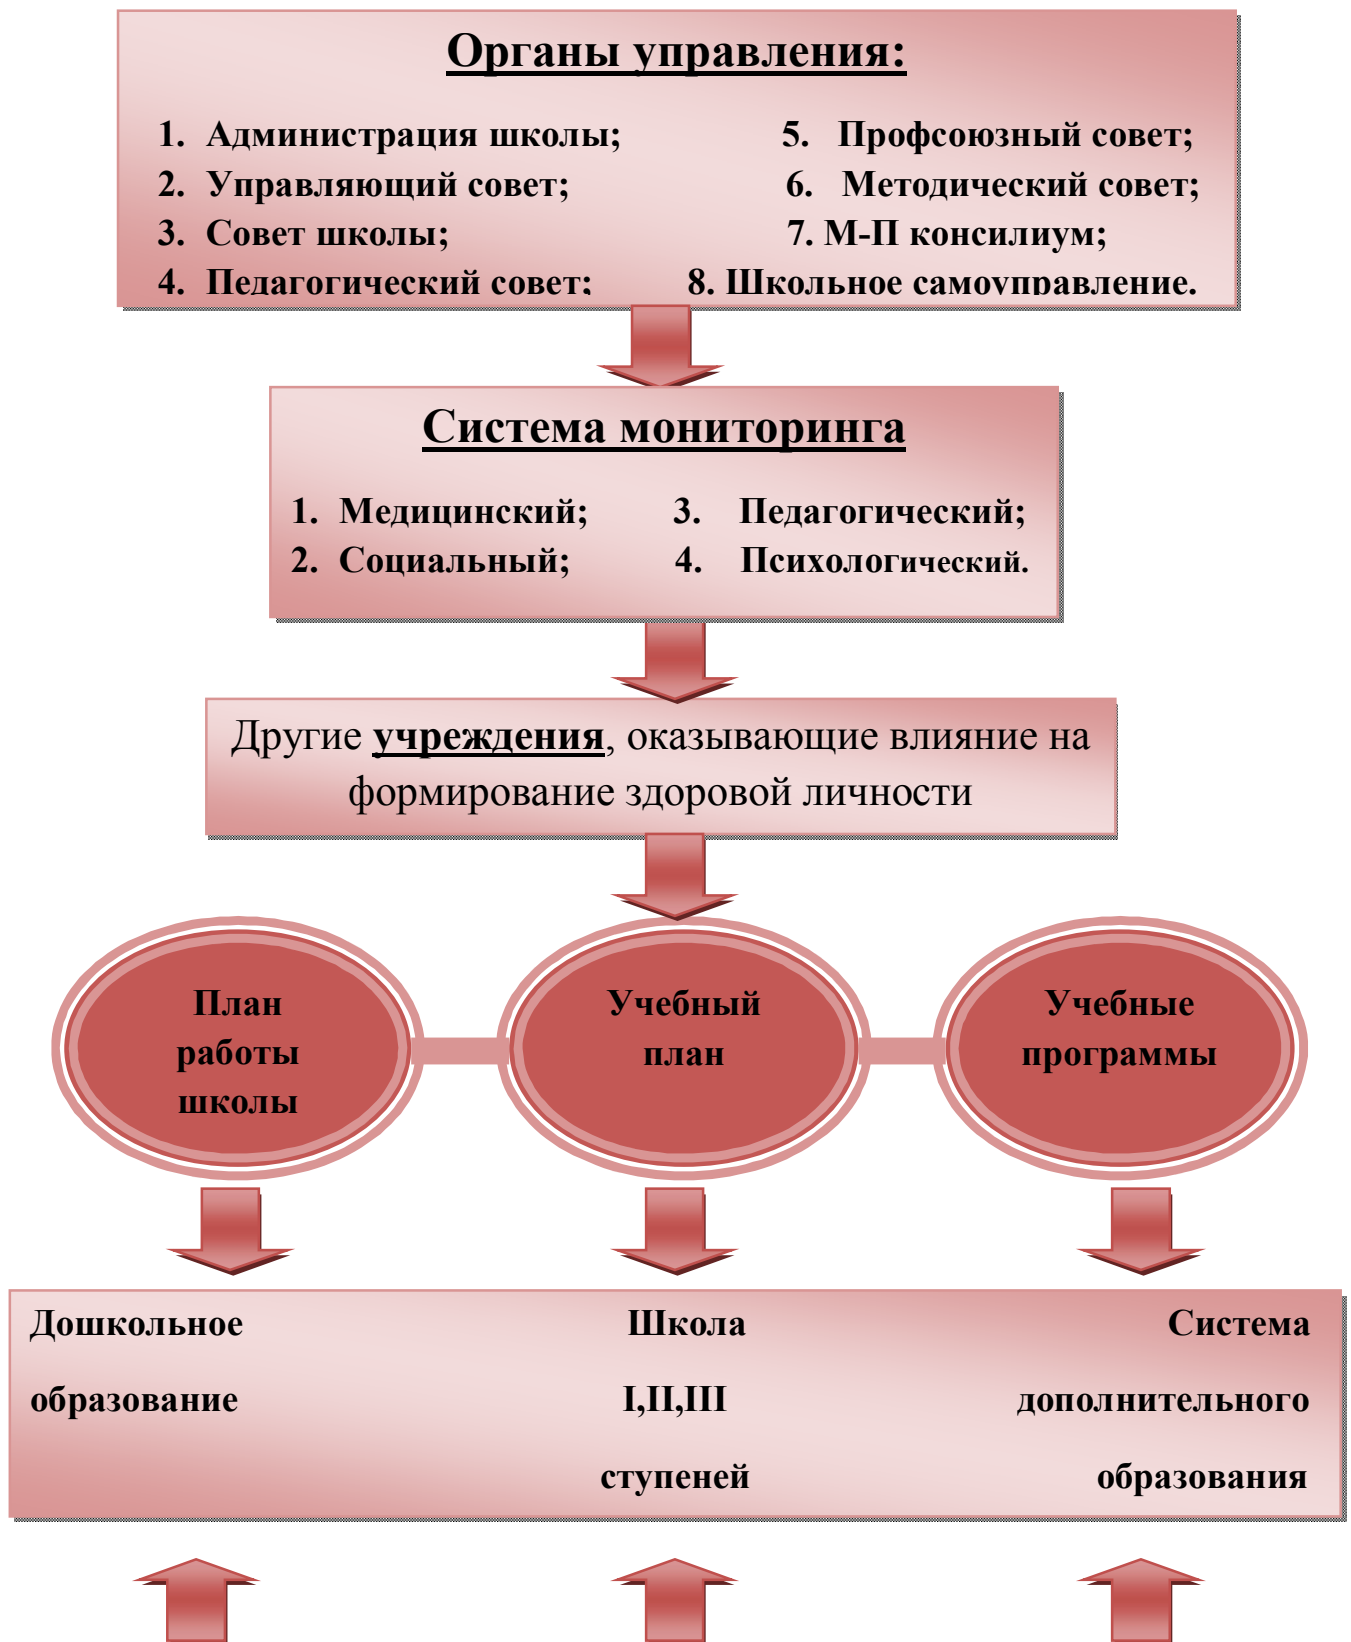 Органы управления:
1. Администрация школы; 5. Профсоюзный совет;
2. Управляющий совет; 6. Методический совет;
3. Совет школы; 7. М-П консилиум;
4. Педагогический совет; 8. Школьное самоуправление.
Система мониторинга
1. Медицинский; 3. Педагогический;
2. Социальный; 4. Психологический.
Другие учреждения, оказывающие влияние на
формирование здоровой личности
План
работы
школы
Учебный
план
Учебные
программы
Дошкольное Школа Система
образование I,II,III дополнительного
ступеней образования